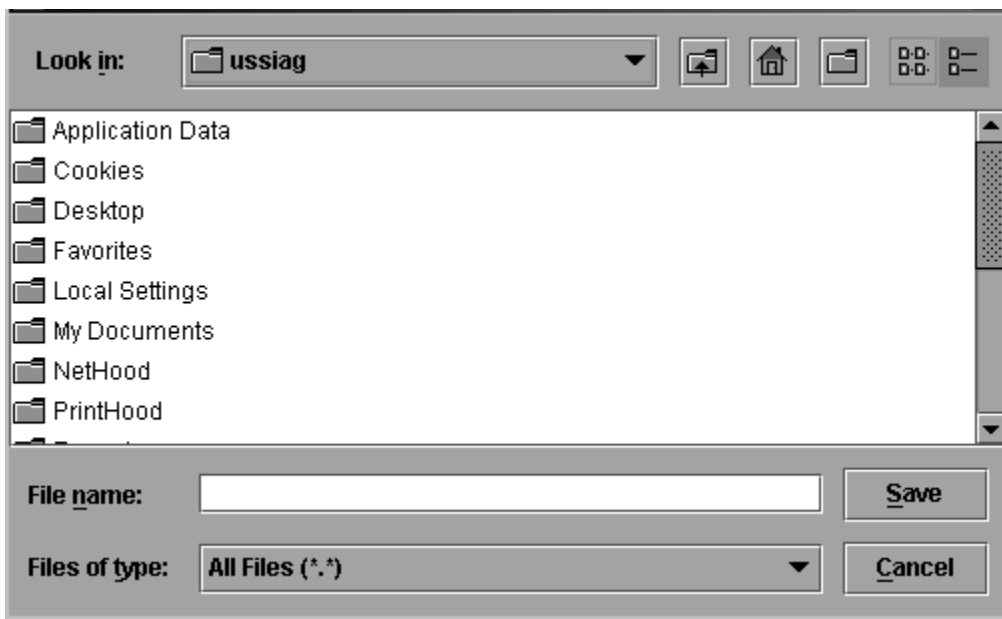 Look in: ussiag
Application Data
Cookies
Desktop
Favorites
Local Settings
My Documents
NetHood
PrintHood
File name: Save
Files of type: All Files (*.*) Cancel